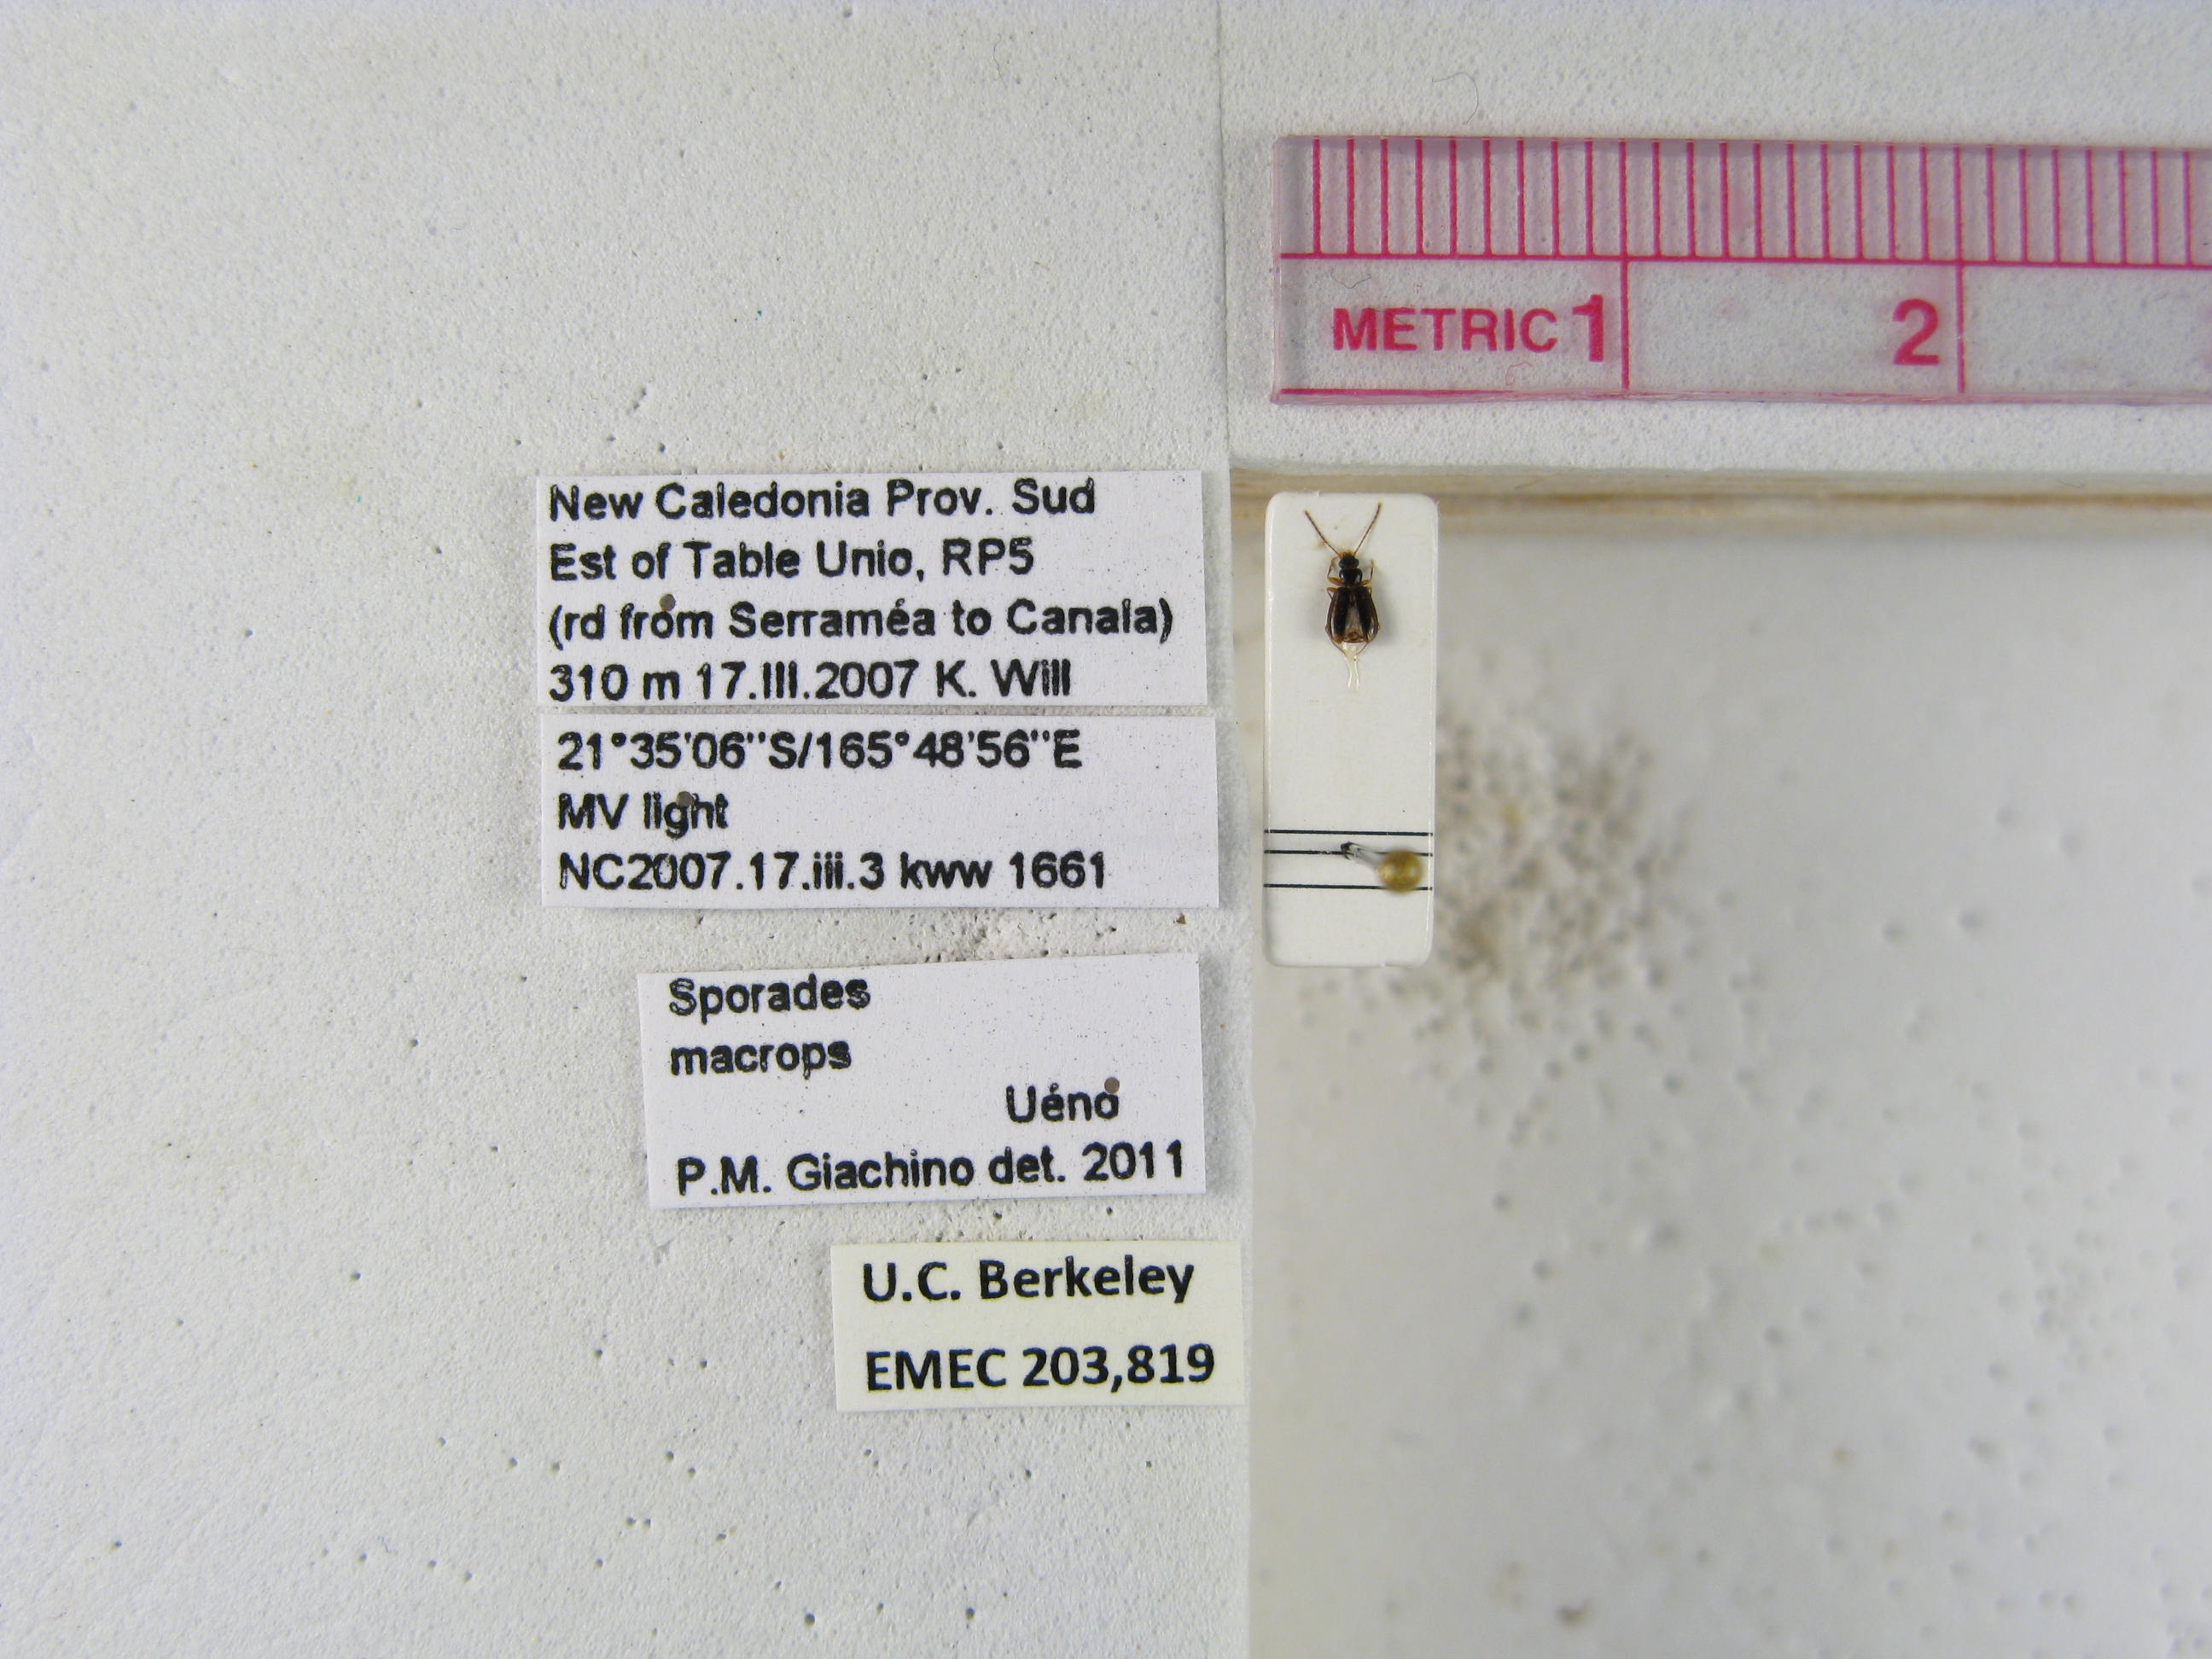 METRIC 1 2
New Caledonia Prov. Sud
Est of Table Unio, RP5
(rd from Serraméa to Canala)
310 m 17.III.2007 K. Will
21°35'06''S/165°48'56''E
MV light
NC2007.17.iii.3 kww 1661
Sporades
macrops
Uéno
P.M. Giachino det. 2011
U.C. Berkeley
EMEC 203,819